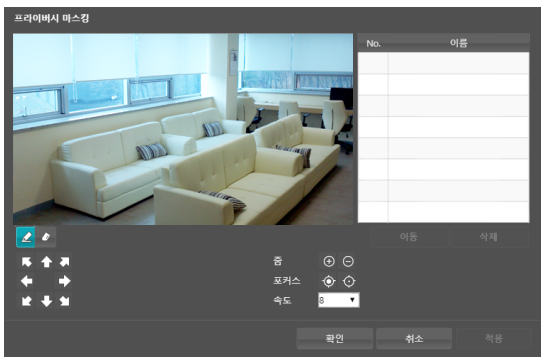 프라이버시 마스킹
No. 이름
이동 삭제
줌
포커스
속도 8
확인 취소 적용